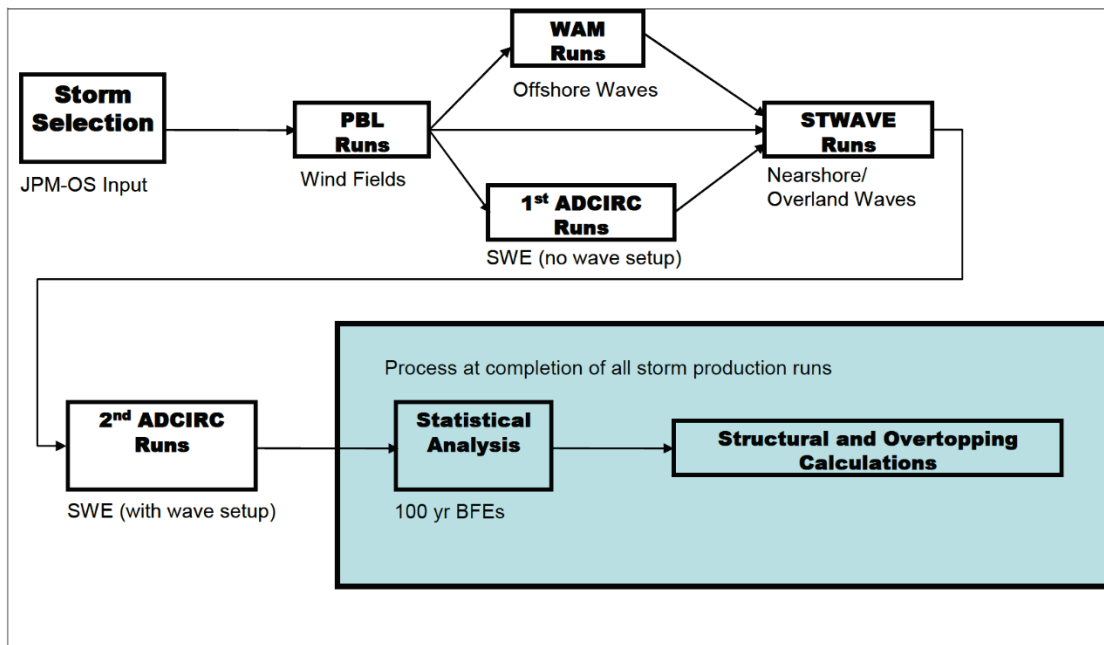 Storm
Selection
JPM-OS Input
PBL
Runs
Wind Fields
WAM
Runs
Offshore Waves
1st ADCIRC
Runs
SWE (no wave setup)
STWAVE
Runs
Nearshore/
Overland Waves
2nd ADCIRC
Runs
SWE (with wave setup)
Process at completion of all storm production runs
Statistical
Analysis
100 yr BFEs
Structural and Overtopping
Calculations